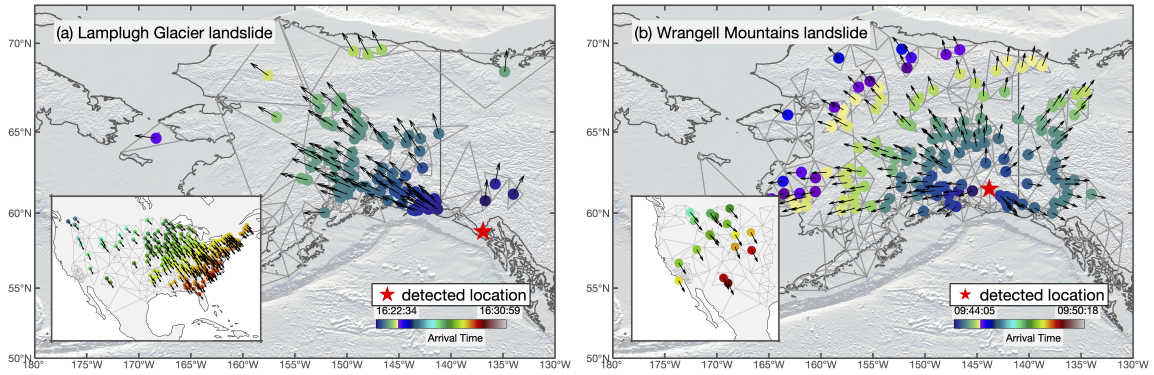 (a) Lamplugh Glacier landslide
70°N
65°N
60°N
55°N
50°N
detected location
16:22:34
16:30:59
Arrival Time
180°
175°W
170°W
165°W
160°W
155°W
150°W
145°W
140°W
135°W
130°W
(b) Wrangell Mountains landslide
70°N
65°N
60°N
55°N
50°N
detected location
09:44:05
09:50:18
Arrival Time
180°
175°W
170°W
165°W
160°W
155°W
150°W
145°W
140°W
135°W
130°W